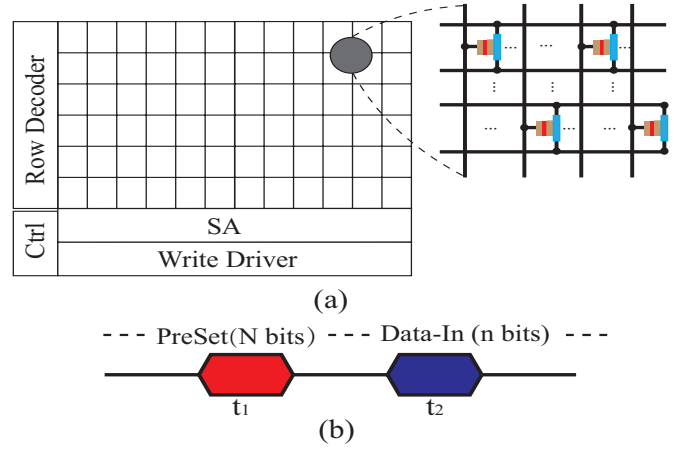 Row Decoder
Ctrl
SA
Write Driver
(a)
PreSet(N bits)
Data-In (n bits)
t1
t2
(b)